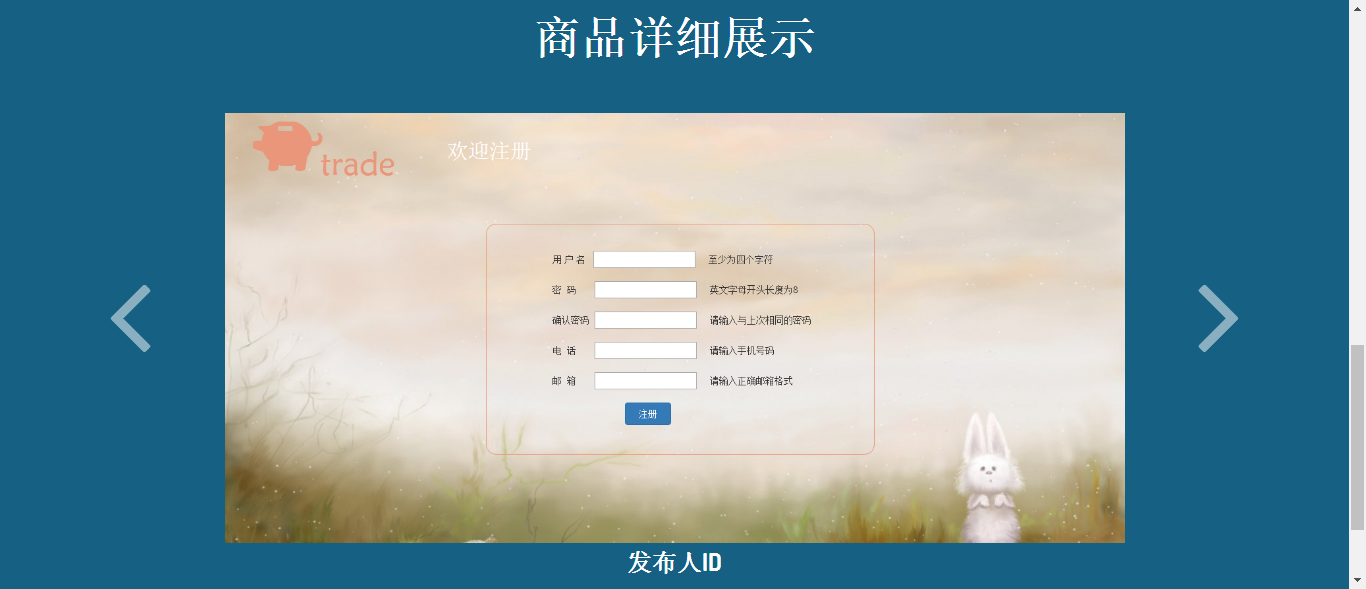 商品详细展示
trade 欢迎注册
用户名 至少为四个字符
密 码 英文字母开头长度为8
确认密码 请输入与上次相同的密码
电 话 请输入手机号码
邮 箱 请输入正确邮箱格式
注册
发布人ID